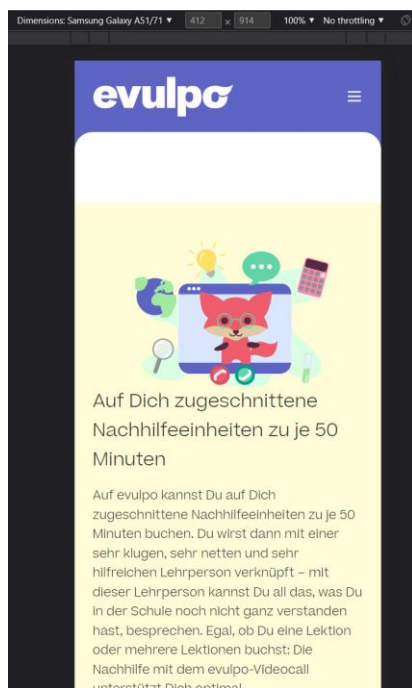 Dimensions: Samsung Galaxy A51/71 ▼ 412 × 914 100% ▼ No throttling ▼
evulpo
Auf Dich zugeschnittene
Nachhilfeeinheiten zu je 50
Minuten
Auf evulpo kannst Du auf Dich
zugeschnittene Nachhilfeeinheiten zu je 50
Minuten buchen. Du wirst dann mit einer
sehr klugen, sehr netten und sehr
hilfreichen Lehrperson verknüpft – mit
dieser Lehrperson kannst Du all das, was Du
in der Schule noch nicht ganz verstanden
hast, besprechen. Egal, ob Du eine Lektion
oder mehrere Lektionen buchst: Die
Nachhilfe mit dem evulpo-Videocall
unterstützt Dich optimal